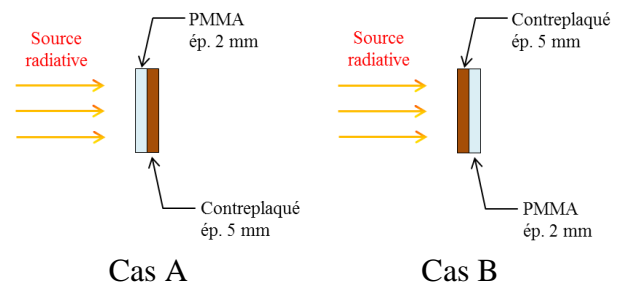 PMMA
ép. 2 mm
Source
radiative
Contreplaqué
ép. 5 mm
Cas A
Contreplaqué
ép. 5 mm
Source
radiative
PMMA
ép. 2 mm
Cas B